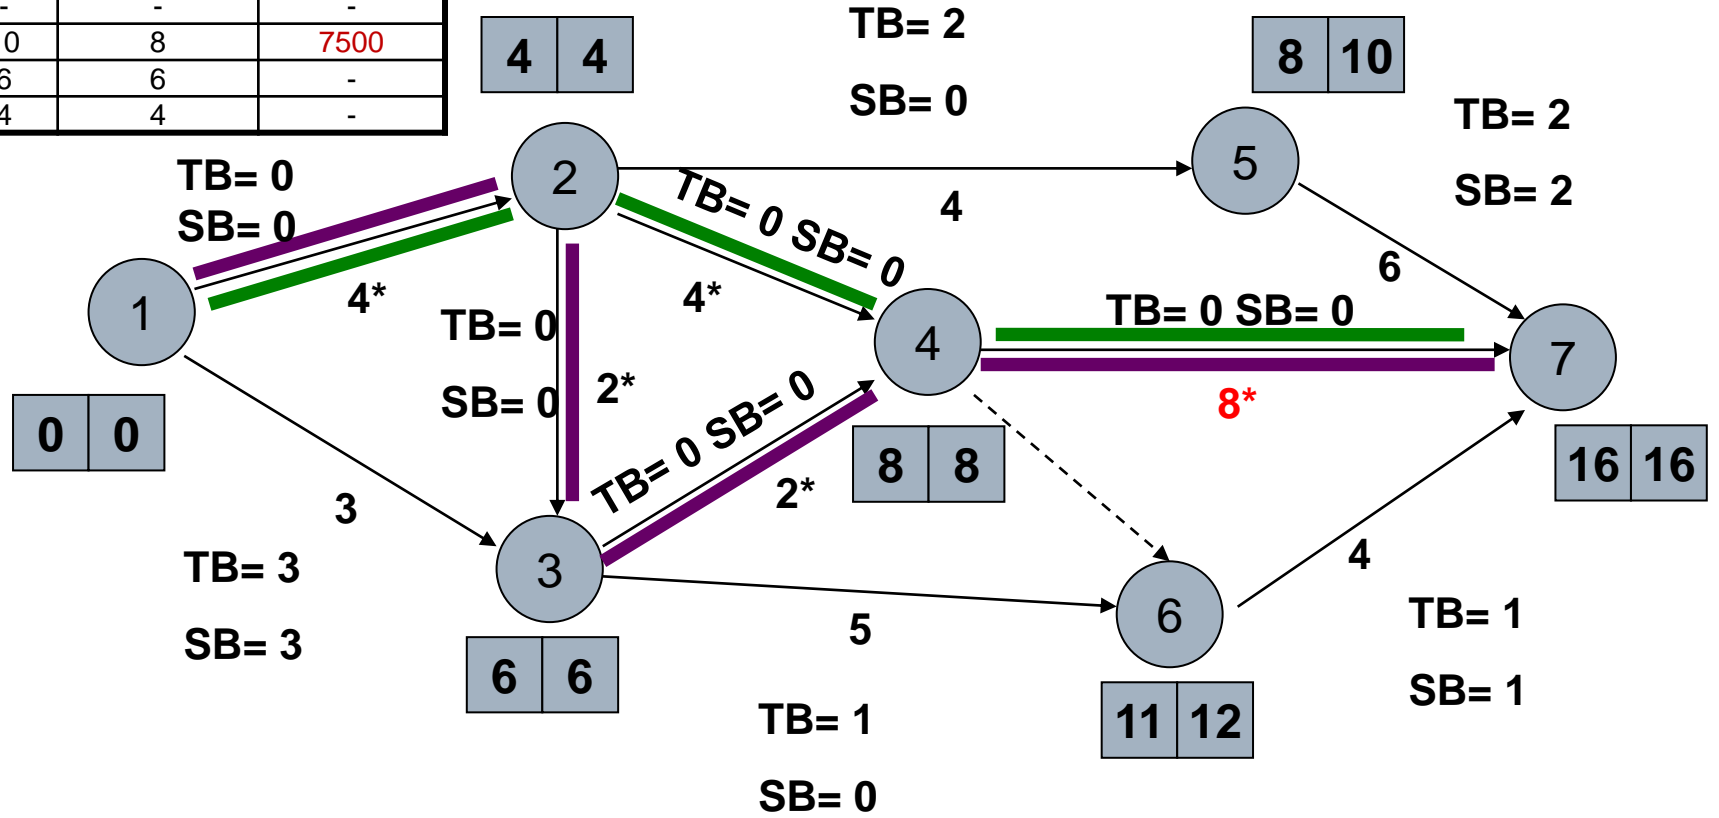 - - -
0 8 7500
6 6 -
4 4 -
4 4
TB= 2
SB= 0
8 10
TB= 2
SB= 2
TB= 0
SB= 0
2
5
TB= 0 SB= 0
4
6
1
4*
4*
TB= 0
SB= 0
2*
4
TB= 0 SB= 0
8*
7
0 0
TB= 0 SB= 0
2*
8 8
16 16
3
TB= 3
SB= 3
3
6 6
5
TB= 1
SB= 0
6
11 12
4
TB= 1
SB= 1